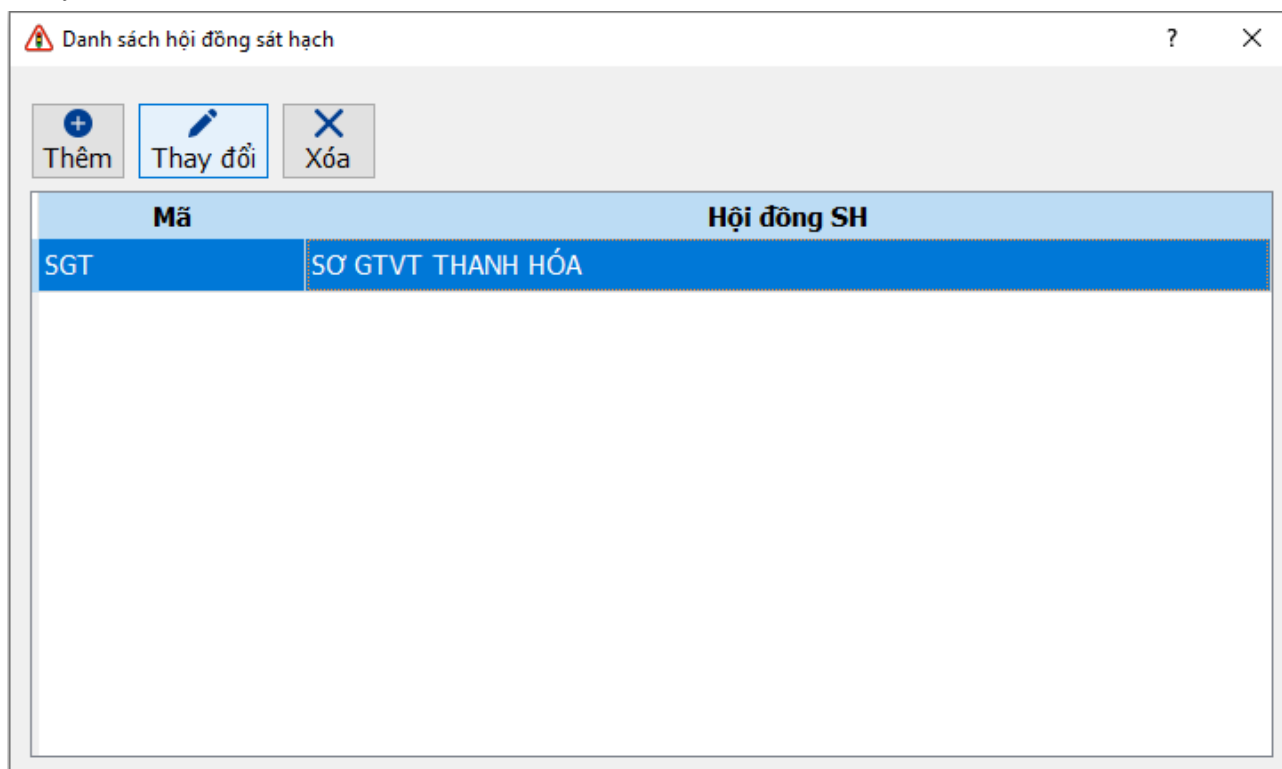 Danh sách hội đồng sát hạch
Thêm Thay đổi Xóa
Mã Hội đồng SH
SGT SƠ GTVT THANH HÓA